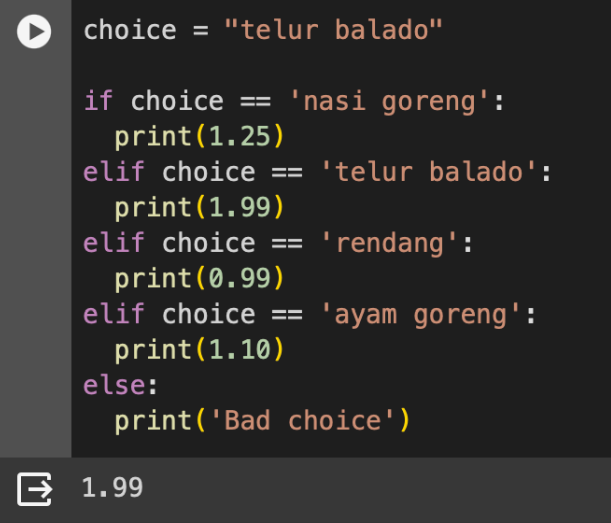 choice = "telur balado"
if choice == 'nasi goreng':
  print(1.25)
elif choice == 'telur balado':
  print(1.99)
elif choice == 'rendang':
  print(0.99)
elif choice == 'ayam goreng':
  print(1.10)
else:
  print('Bad choice')
1.99